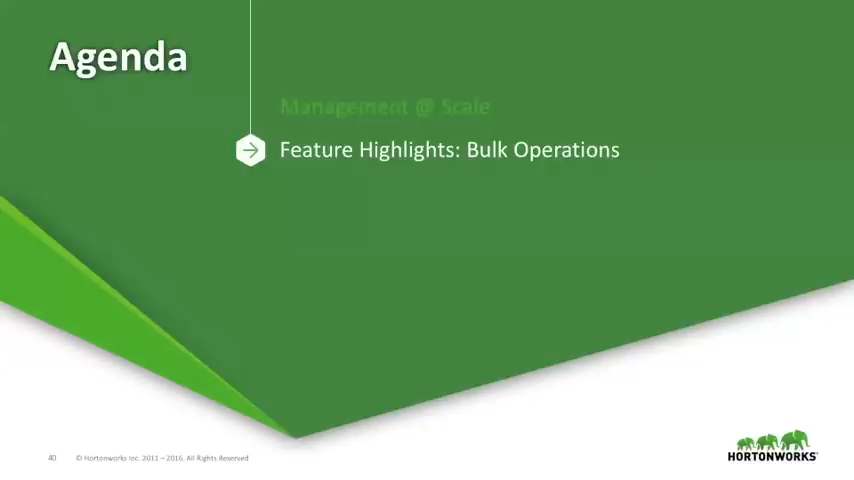 Agenda
Management @ Scale
Feature Highlights: Bulk Operations
40 © Hortonworks Inc. 2011 – 2016. All Rights Reserved
HORTONWORKS